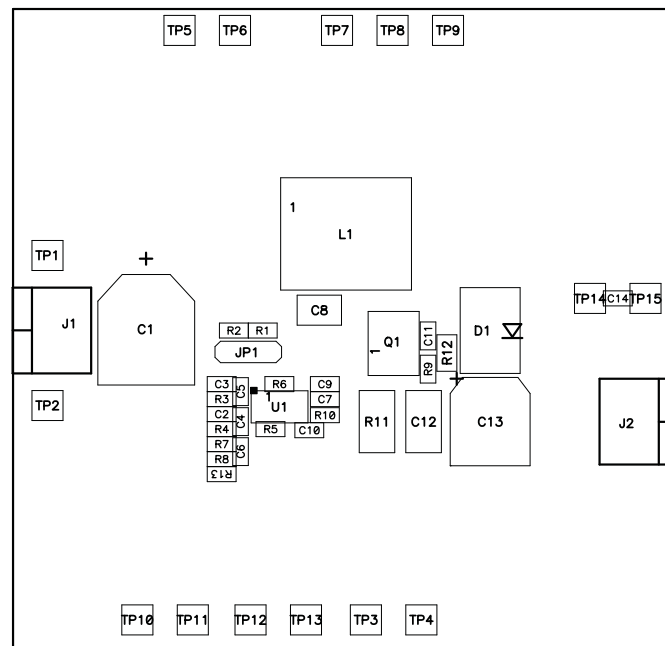 TP5 TP6 TP7 TP8 TP9
1
L1
TP1
+
C8
TP14 C14 TP15
J1
C1
R2 R1
Q1
1
C11
D1
JP1
R12
R9
+
C3 C5 R6 C9
R3 1 C7
TP2
U1
C2 C4 R10
R4 R5 C10
R11 C12 C13
J2
R7 C6
R8
R13
TP10 TP11 TP12 TP13 TP3 TP4